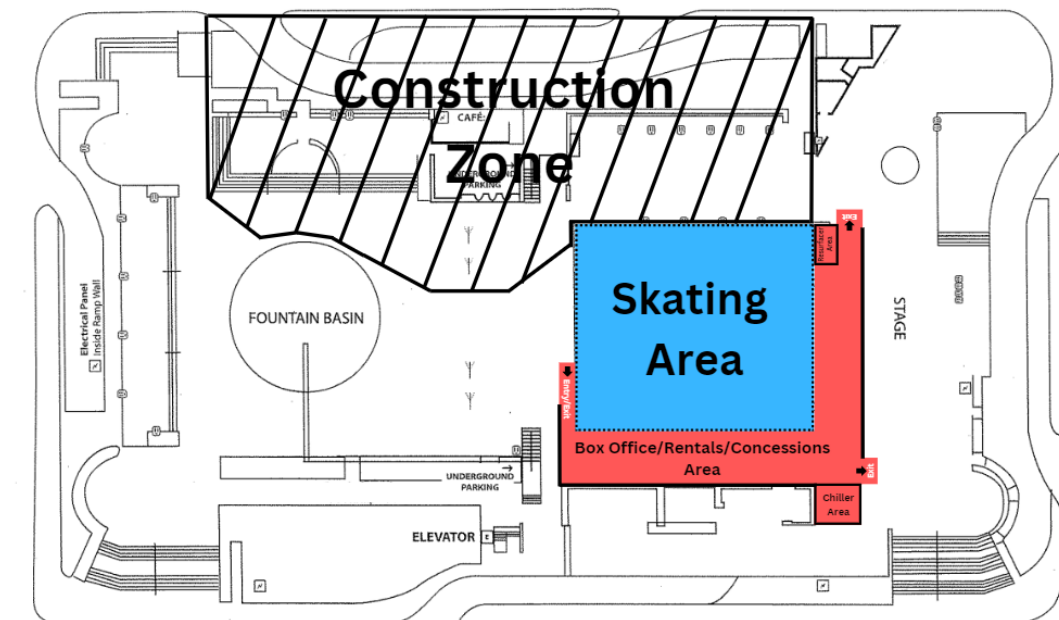 Construction
CAFÉ:
Zone
UNDERGROUND
PARKING
Exit
Resurfacer
Area
Electrical Panel
Inside Ramp Wall
FOUNTAIN BASIN
Skating
Area
STAGE
Entry/Exit
Box Office/Rentals/Concessions
Area
Exit
UNDERGROUND
PARKING
Chiller
Area
ELEVATOR
E